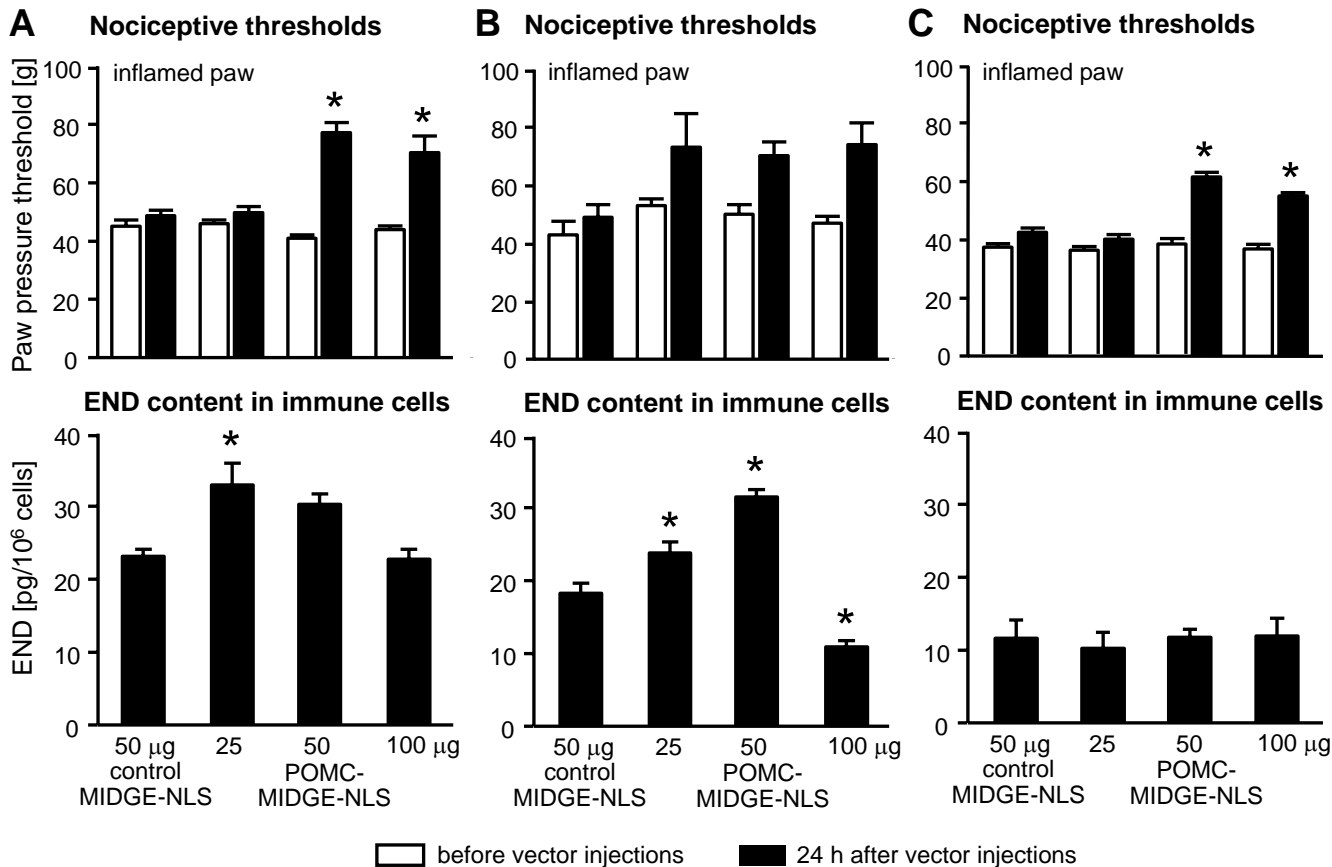 A Nociceptive thresholds
Paw pressure threshold [g]
100
80
60
40
20
0
inflamed paw
*
*
END content in immune cells
END [pg/10⁶ cells]
40
30
20
10
0
*
50 μg
control
MIDGE-NLS
25
50
100 μg
POMC-
MIDGE-NLS
B Nociceptive thresholds
100
80
60
40
20
0
inflamed paw
END content in immune cells
40
30
20
10
0
*
*
*
50 μg
control
MIDGE-NLS
25
50
100 μg
POMC-
MIDGE-NLS
C Nociceptive thresholds
100
80
60
40
20
0
inflamed paw
*
*
END content in immune cells
40
30
20
10
0
50 μg
control
MIDGE-NLS
25
50
100 μg
POMC-
MIDGE-NLS
before vector injections
24 h after vector injections